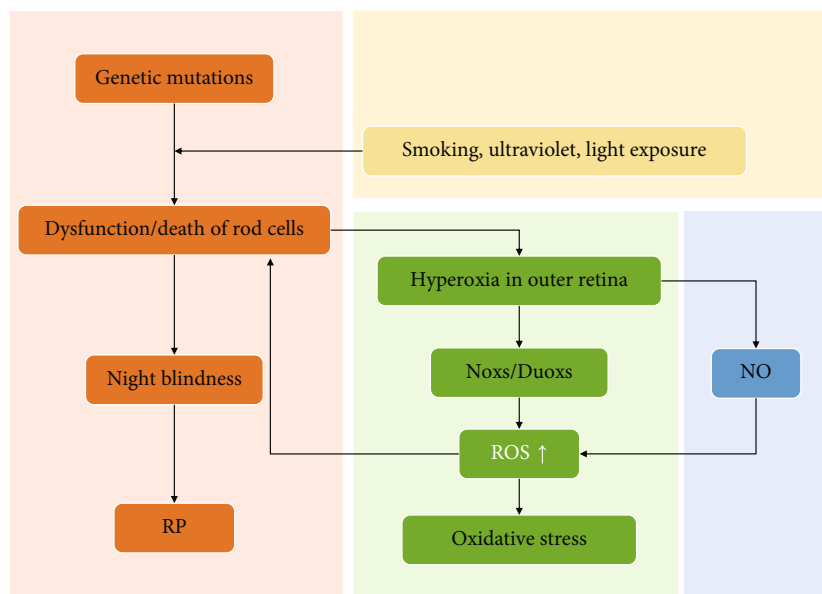 Genetic mutations
Smoking, ultraviolet, light exposure
Dysfunction/death of rod cells
Hyperoxia in outer retina
Night blindness
Noxs/Duoxs
NO
ROS ↑
RP
Oxidative stress